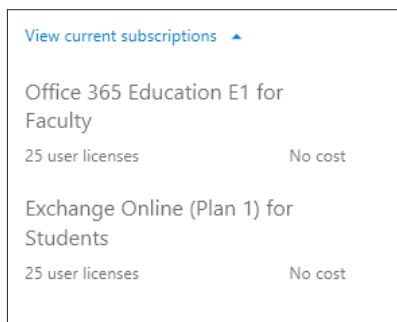 View current subscriptions
Office 365 Education E1 for
Faculty
25 user licenses No cost
Exchange Online (Plan 1) for
Students
25 user licenses No cost